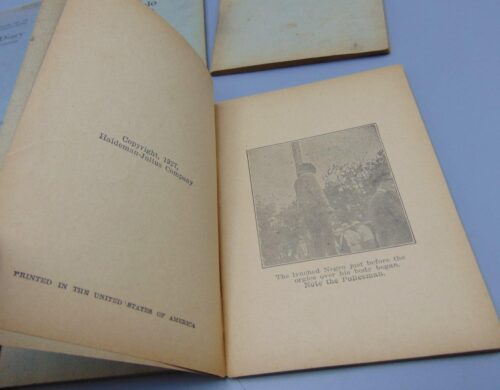 to
Copyright, 1927,
Haldeman-Julius Company
PRINTED IN THE UNITED STATES OF AMERICA
The lynched Negro just before the
orgies over his body began.
Note the Policeman.